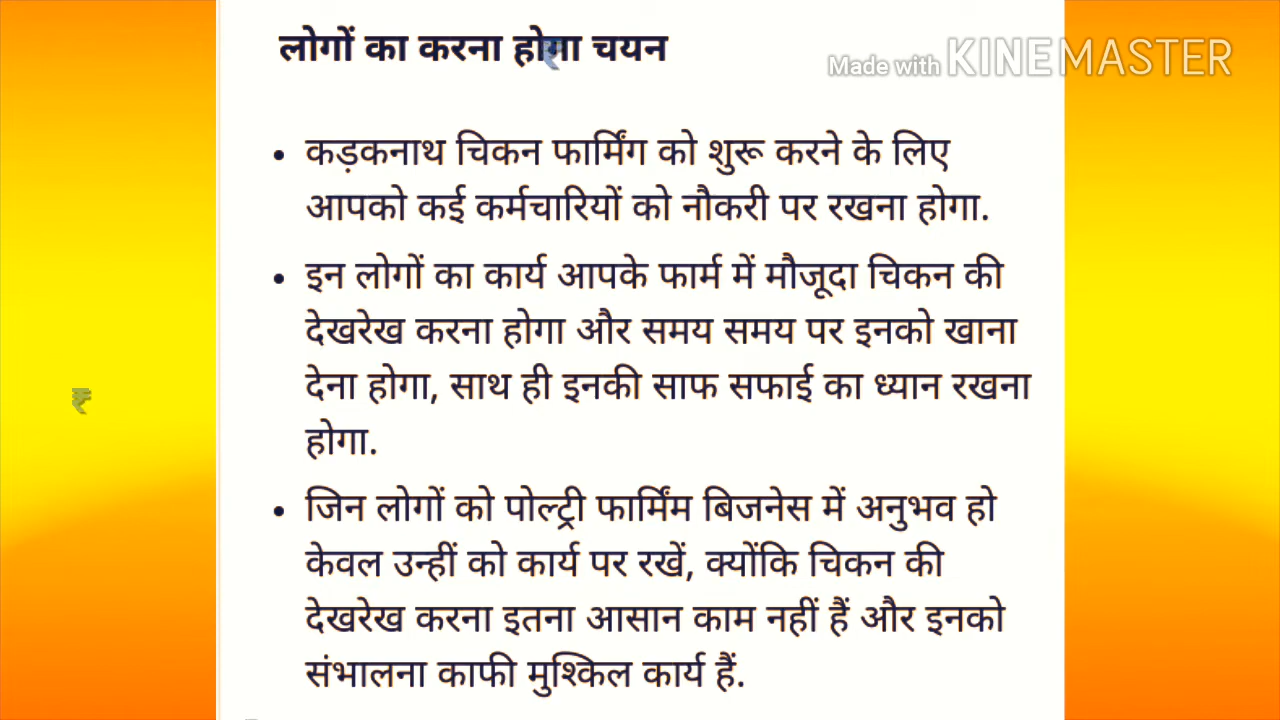 लोगों का करना होगा चयन
Made with KINEMASTER
• कड़कनाथ चिकन फार्मिंग को शुरू करने के लिए
आपको कई कर्मचारियों को नौकरी पर रखना होगा.
• इन लोगों का कार्य आपके फार्म में मौजूदा चिकन की
देखरेख करना होगा और समय समय पर इनको खाना
देना होगा, साथ ही इनकी साफ सफाई का ध्यान रखना
होगा.
• जिन लोगों को पोल्ट्री फार्मिंम बिजनेस में अनुभव हो
केवल उन्हीं को कार्य पर रखें, क्योंकि चिकन की
देखरेख करना इतना आसान काम नहीं हैं और इनको
संभालना काफी मुश्किल कार्य हैं.
₹